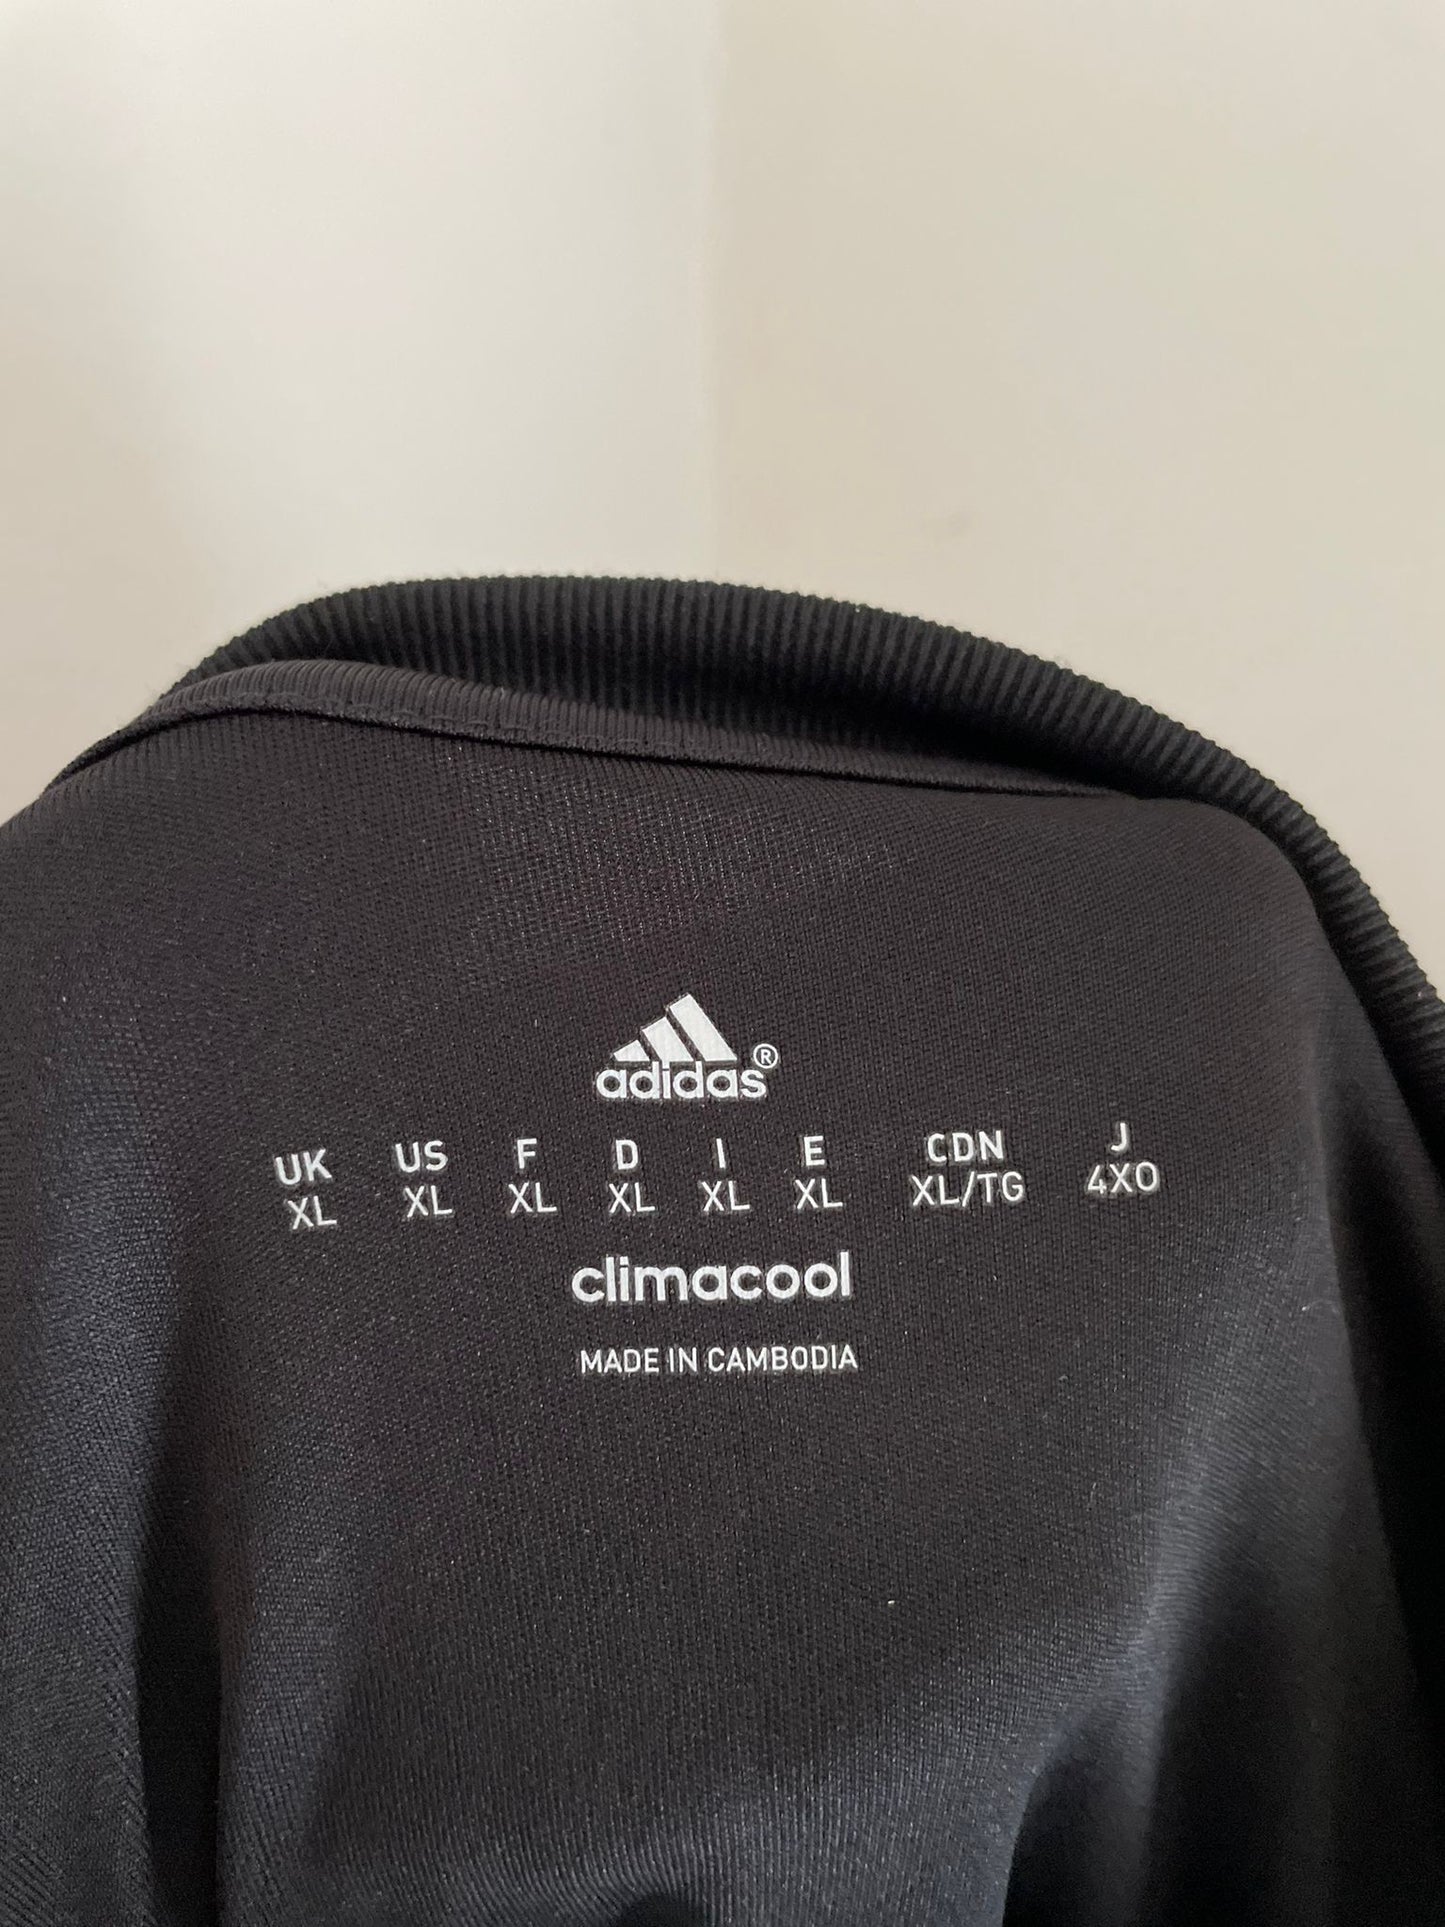 adidas®
UK US F D I E CDN J
XL XL XL XL XL XL XL/TG 4XO
climacool
MADE IN CAMBODIA